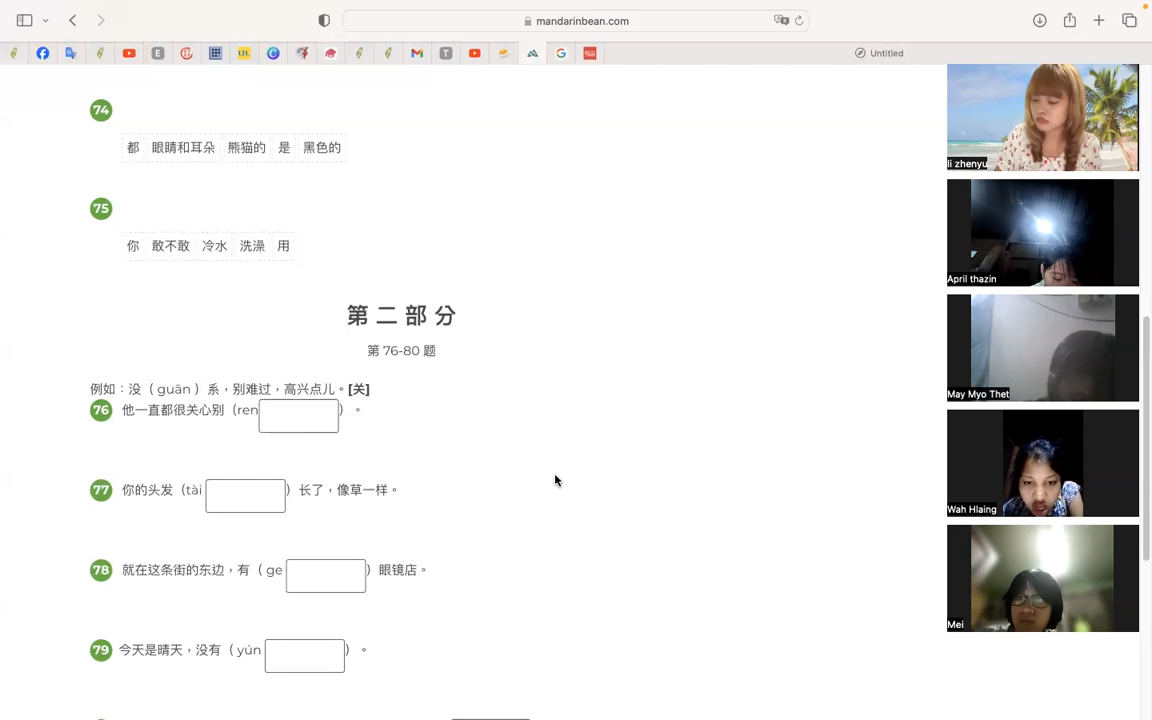 mandarinbean.com
E
LTL
C
T
G
Untitled
74
都 眼睛和耳朵 熊猫的 是 黑色的
75
你 敢不敢 冷水 洗澡 用
第二部分
第 76-80 题
例如：没（ guān ）系，别难过，高兴点儿。[关]
76 他一直都很关心别（ren ）。
77 你的头发（tài ）长了，像草一样。
78 就在这条街的东边，有（ ge ）眼镜店。
79 今天是晴天，没有（ yún ）。
li zhenyu
April thazin
May Myo Thet
Wah Hlaing
Mei